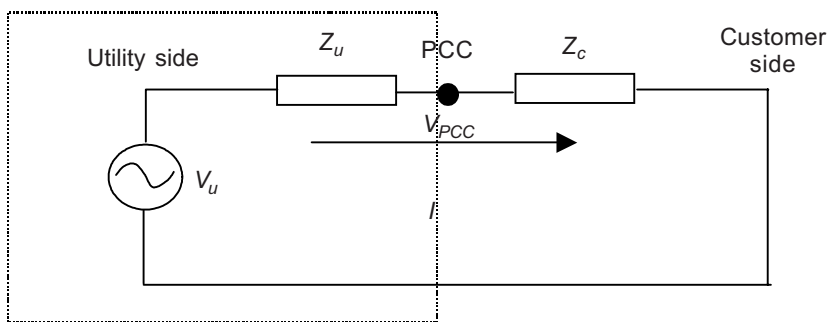 Utility side
Z_u
PCC
Z_c
Customer
side
V_PCC
V_u
I